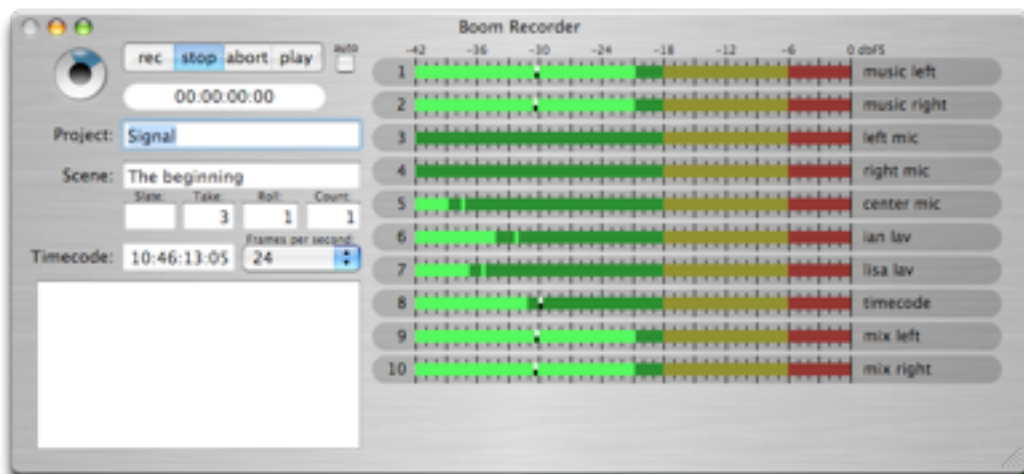 Boom Recorder
rec stop abort play auto
00:00:00:00
Project: Signal
Scene: The beginning
Slate: Take: Roll: Count:
3 1 1
Frames per second:
Timecode: 10:46:13:05 24
-42 -36 -30 -24 -18 -12 -6 0 dbFS
1 music left
2 music right
3 left mic
4 right mic
5 center mic
6 ian lav
7 lisa lav
8 timecode
9 mix left
10 mix right